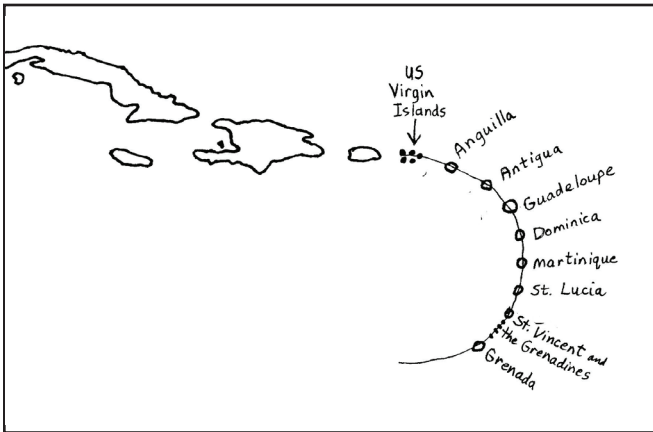 US
Virgin
Islands
Anguilla
Antigua
Guadeloupe
Dominica
Martinique
St. Lucia
St. Vincent and
the Grenadines
Grenada